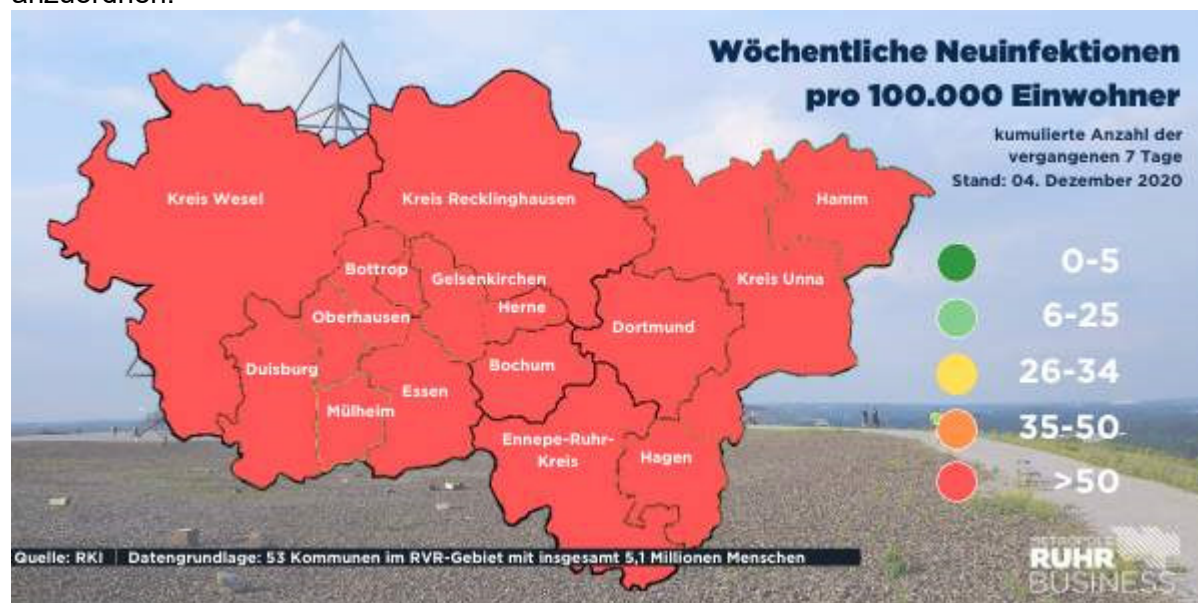 anzuordnen.
Wöchentliche Neuinfektionen
pro 100.000 Einwohner
kumulierte Anzahl der
vergangenen 7 Tage
Stand: 04. Dezember 2020
Kreis Wesel
Kreis Recklinghausen
Hamm
Bottrop
Gelsenkirchen
Kreis Unna
Herne
Oberhausen
Dortmund
Duisburg
Bochum
Essen
Mülheim
Ennepe-Ruhr-
Kreis
Hagen
0-5
6-25
26-34
35-50
>50
Quelle: RKI | Datengrundlage: 53 Kommunen im RVR-Gebiet mit insgesamt 5,1 Millionen Menschen
METROPOLE
RUHR
BUSINESS